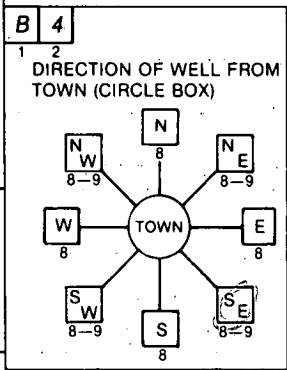 B 4
1 2
DIRECTION OF WELL FROM
TOWN (CIRCLE BOX)
N
8
N W
8-9
N E
8-9
W
8
TOWN
E
8
S W
8-9
S
8
S E
8-9